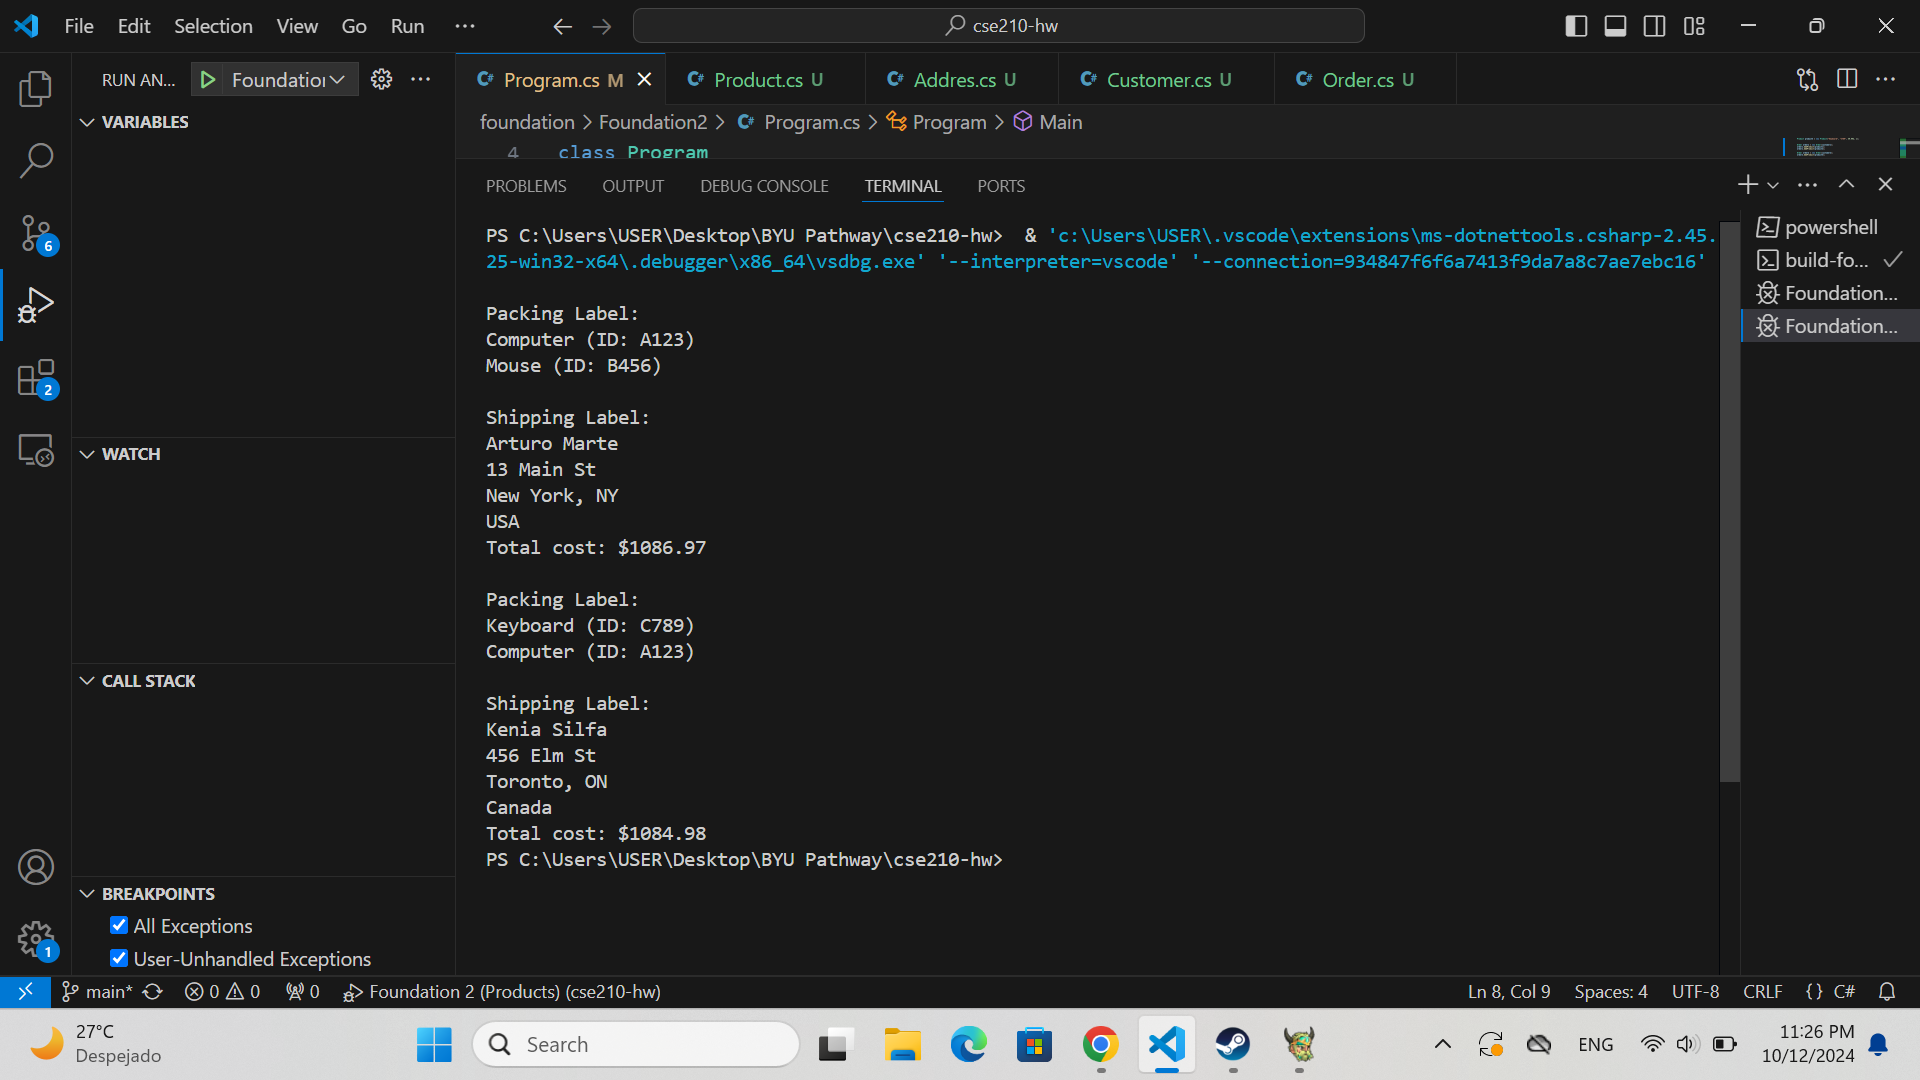 File Edit Selection View Go Run ···
cse210-hw
RUN AN... Foundation
Program.cs M
Product.cs U
Addres.cs U
Customer.cs U
Order.cs U
foundation > Foundation2 > Program.cs > Program > Main
4 class Program
VARIABLES
WATCH
CALL STACK
BREAKPOINTS
All Exceptions
User-Unhandled Exceptions
6
2
1
PROBLEMS OUTPUT DEBUG CONSOLE TERMINAL PORTS
PS C:\Users\USER\Desktop\BYU Pathway\cse210-hw> & 'c:\Users\USER\.vscode\extensions\ms-dotnettools.csharp-2.45.
25-win32-x64\.debugger\x86_64\vsdbg.exe' '--interpreter=vscode' '--connection=934847f6f6a7413f9da7a8c7ae7ebc16'
Packing Label:
Computer (ID: A123)
Mouse (ID: B456)
Shipping Label:
Arturo Marte
13 Main St
New York, NY
USA
Total cost: $1086.97
Packing Label:
Keyboard (ID: C789)
Computer (ID: A123)
Shipping Label:
Kenia Silfa
456 Elm St
Toronto, ON
Canada
Total cost: $1084.98
PS C:\Users\USER\Desktop\BYU Pathway\cse210-hw>
powershell
build-fo...
Foundation...
Foundation...
main* 0 0 0 Foundation 2 (Products) (cse210-hw)
Ln 8, Col 9 Spaces: 4 UTF-8 CRLF {} C#
27°C
Despejado
Search
ENG
11:26 PM
10/12/2024